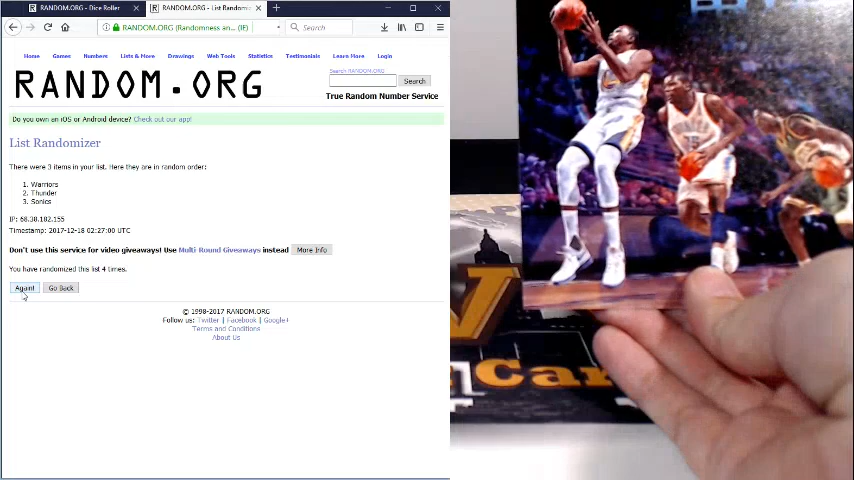 RANDOM.ORG - Dice Roller
RANDOM.ORG - List Randomi
RANDOM.ORG (Randomness an... (IE)
Search
Home Games Numbers Lists & More Drawings Web Tools Statistics Testimonials Learn More Login
RANDOM.ORG
Search RANDOM.ORG
Search
True Random Number Service
Do you own an iOS or Android device? Check out our app!
List Randomizer
There were 3 items in your list. Here they are in random order:
1. Warriors
2. Thunder
3. Sonics
IP: 68.38.182.155
Timestamp: 2017-12-18 02:27:00 UTC
Don't use this service for video giveaways! Use Multi-Round Giveaways instead More Info
You have randomized this list 4 times.
Again! Go Back
© 1998-2017 RANDOM.ORG
Follow us: Twitter | Facebook | Google+
Terms and Conditions
About Us